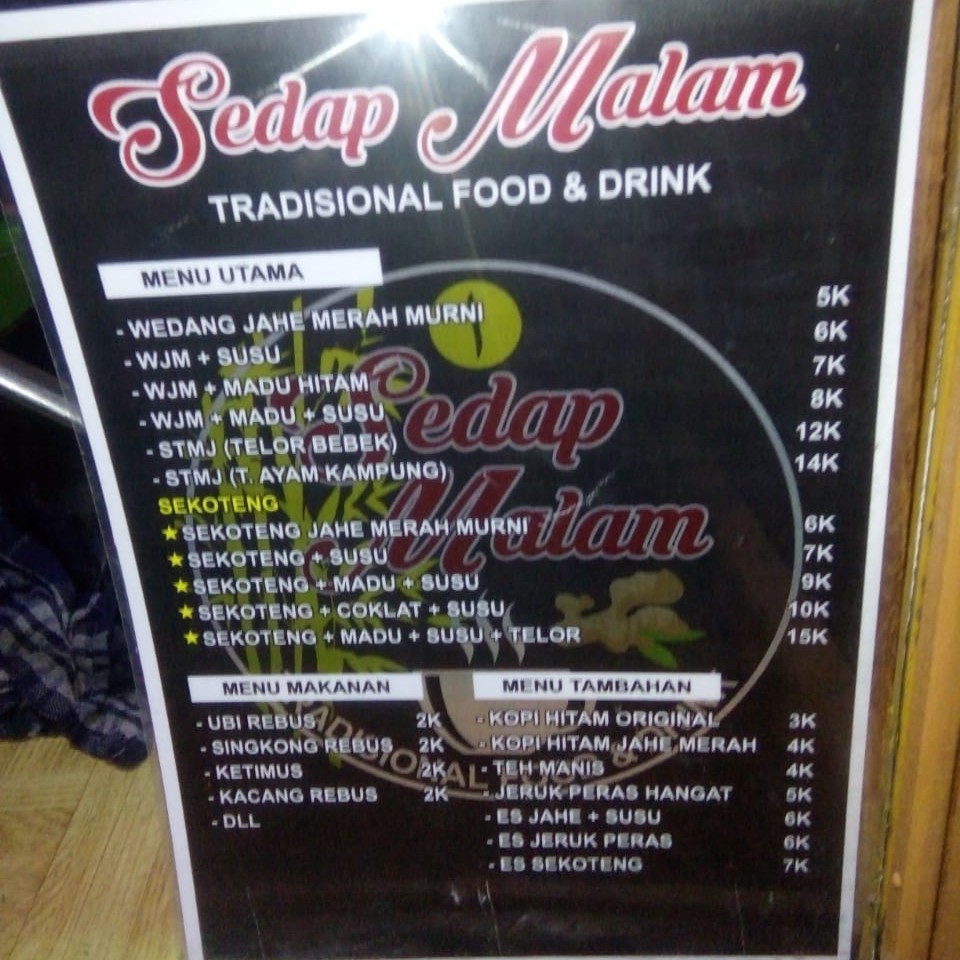 Sedap Malam
TRADISIONAL FOOD & DRINK
MENU UTAMA
- WEDANG JAHE MERAH MURNI 5K
- WJM + SUSU 6K
- WJM + MADU HITAM 7K
- WJM + MADU + SUSU 8K
- STMJ (TELOR BEBEK) 12K
- STMJ (T. AYAM KAMPUNG) 14K
SEKOTENG
★ SEKOTENG JAHE MERAH MURNI 6K
★ SEKOTENG + SUSU 7K
★ SEKOTENG + MADU + SUSU 9K
★ SEKOTENG + COKLAT + SUSU 10K
★ SEKOTENG + MADU + SUSU + TELOR 15K
Sedap
Malam
TRADISIONAL FOOD & DRINK
MENU MAKANAN
- UBI REBUS 2K
- SINGKONG REBUS 2K
- KETIMUS 2K
- KACANG REBUS 2K
- DLL
MENU TAMBAHAN
- KOPI HITAM ORIGINAL 3K
- KOPI HITAM JAHE MERAH 4K
- TEH MANIS 4K
- JERUK PERAS HANGAT 5K
- ES JAHE + SUSU 6K
- ES JERUK PERAS 6K
- ES SEKOTENG 7K